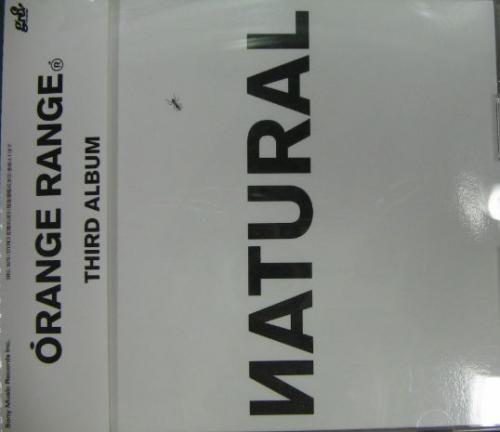 ORANGE RANGE®
THIRD ALBUM
NATURAL
Sony Music Records Inc.